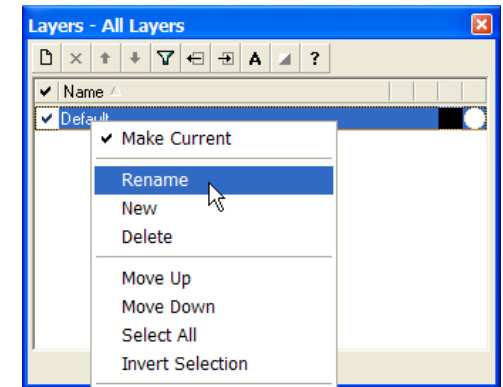 Layers - All Layers
A ?
Name
Default
Make Current
Rename
New
Delete
Move Up
Move Down
Select All
Invert Selection